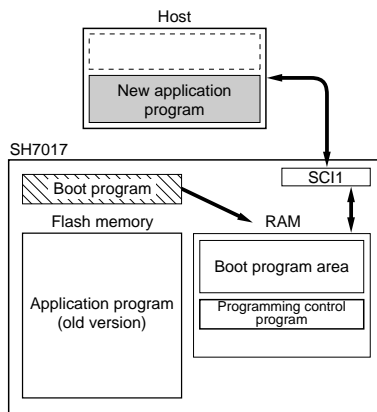 Host
New application
program
SH7017
SCI1
Boot program
Flash memory
RAM
Boot program area
Application program
(old version)
Programming control
program